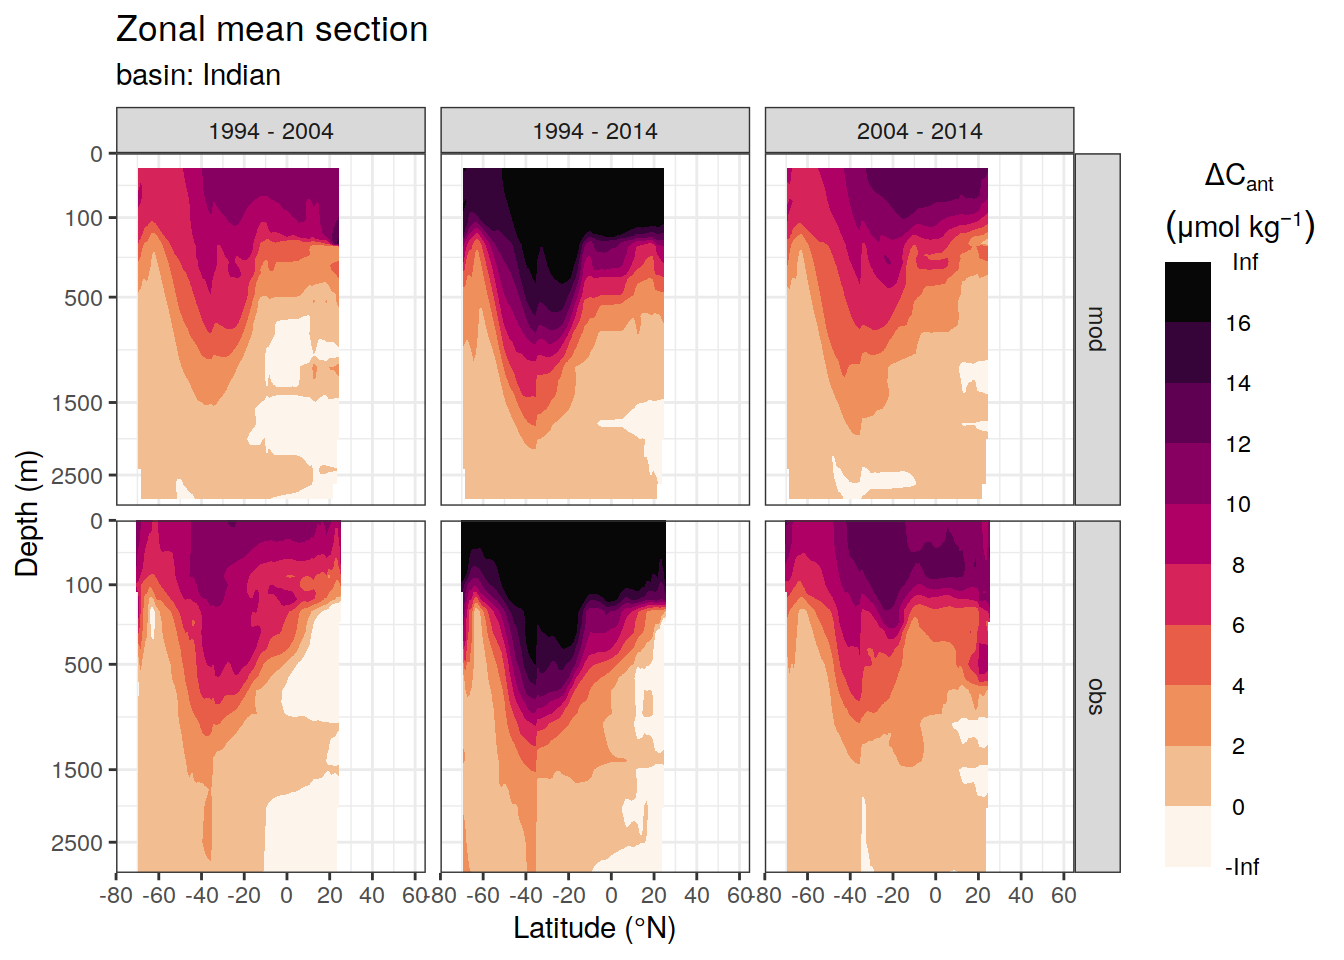 Zonal mean section
basin: Indian
1994 - 2004
1994 - 2014
2004 - 2014
0
100
500
1500
2500
mod
0
100
500
1500
2500
obs
Depth (m)
-80 -60 -40 -20 0 20 40 60
-80 -60 -40 -20 0 20 40 60
-80 -60 -40 -20 0 20 40 60
Latitude (°N)
ΔCant
(μmol kg⁻¹)
Inf
16
14
12
10
8
6
4
2
0
-Inf